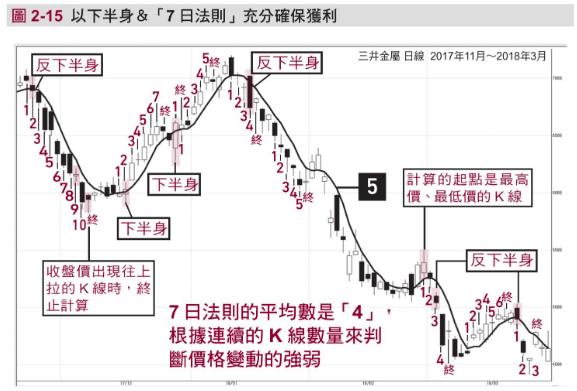 圖 2-15 以下半身&「7 日法則」充分確保獲利
三井金屬 日線 2017年11月～2018年3月
反下半身
1
2
3
4
5
6
7
8
9
10
終
收盤價出現往上
拉的 K 線時，終
止計算
下半身
1
2
3
4
5
6
7
終
下半身
1
2
3
4
5
終
反下半身
1
2
3
終
1
2
3
4
5
終
5
計算的起點是最高
價、最低價的 K 線
1
2
3
4
終
反下半身
1
2
3
4
5
6
終
1
2
3
終
7 日法則的平均數是「4」，
根據連續的 K 線數量來判
斷價格變動的強弱